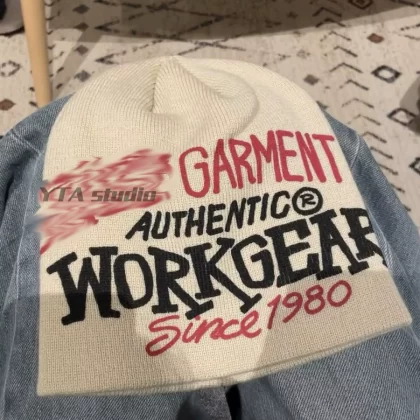 GARMENT
YTA studio
AUTHENTIC®
WORKGEAR
Since 1980